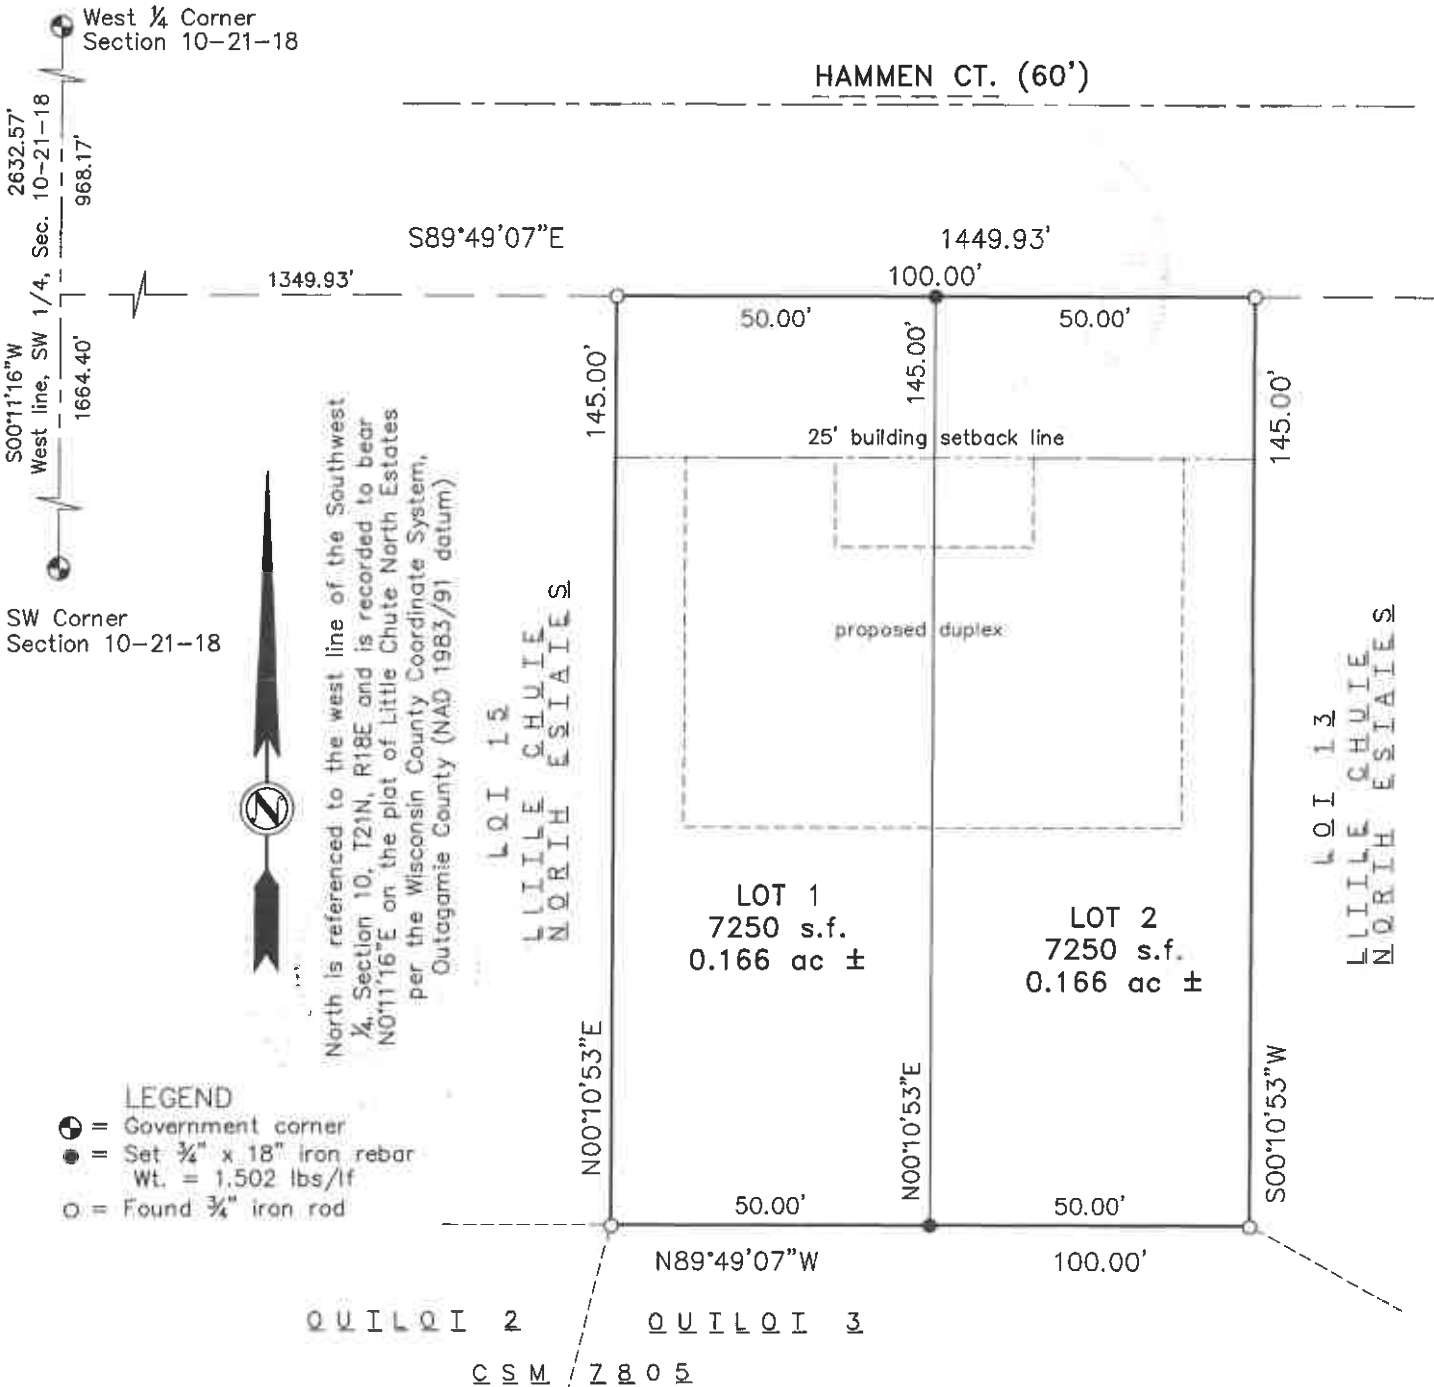 West ¼ Corner
Section 10-21-18
HAMMEN CT. (60')
2632.57'
S00°11'16"W
West line, SW 1/4, Sec. 10-21-18
968.17'
1664.40'
S89°49'07"E
1449.93'
1349.93'
100.00'
50.00'
50.00'
145.00'
145.00'
145.00'
25' building setback line
SW Corner
Section 10-21-18
North is referenced to the west line of the Southwest
¼, Section 10, T21N, R18E and is recorded to bear
N0°11'16"E on the plat of Little Chute North Estates
per the Wisconsin County Coordinate System,
Outagamie County (NAD 1983/91 datum)
N
proposed duplex
LOT 15
LITTLE CHUTE
NORTH ESTATES
LOT 13
LITTLE CHUTE
NORTH ESTATES
LOT 1
7250 s.f.
0.166 ac ±
LOT 2
7250 s.f.
0.166 ac ±
N00°10'53"E
N00°10'53"E
S00°10'53"W
LEGEND
= Government corner
= Set ¾" x 18" iron rebar
Wt. = 1.502 lbs/lf
= Found ¾" iron rod
50.00'
50.00'
N89°49'07"W
100.00'
OUTLOT 2
OUTLOT 3
CSM 7805